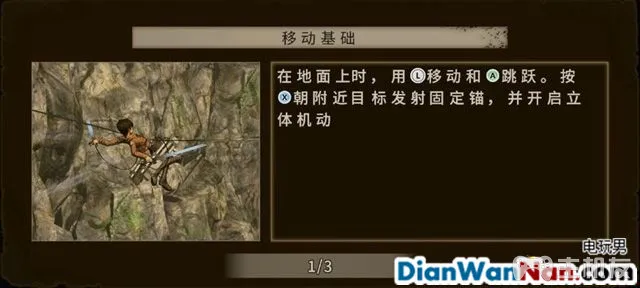 移动基础
在地面上时，用Ⓛ移动和Ⓐ跳跃。按
Ⓧ朝附近目标发射固定锚，并开启立
体机动
1/3
电玩男
DianWanNan.com